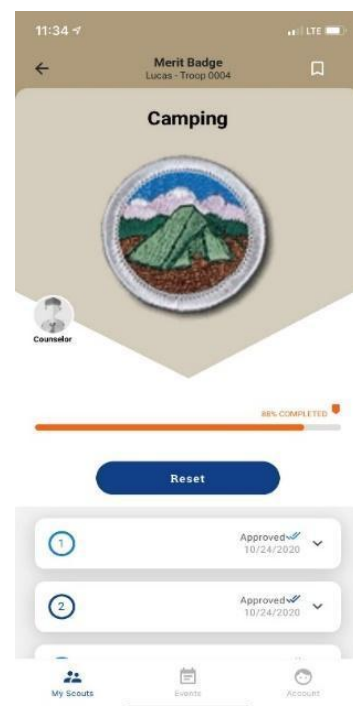 11:34
LTE
Merit Badge
Lucas - Troop 0004
Camping
Counselor
88% COMPLETED
Reset
1
Approved
10/24/2020
2
Approved
10/24/2020
My Scouts
Events
Account